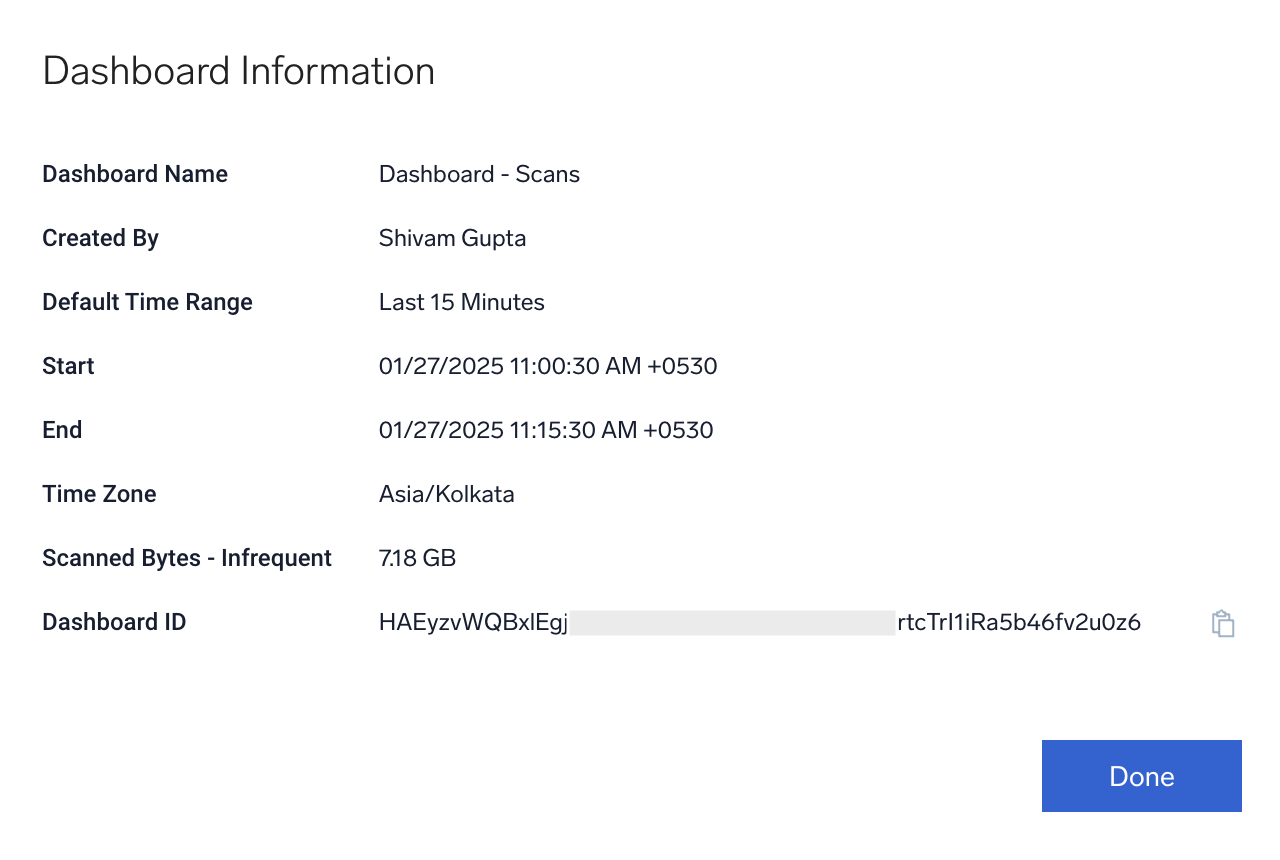 Dashboard Information
Dashboard Name Dashboard - Scans
Created By Shivam Gupta
Default Time Range Last 15 Minutes
Start 01/27/2025 11:00:30 AM +0530
End 01/27/2025 11:15:30 AM +0530
Time Zone Asia/Kolkata
Scanned Bytes - Infrequent 7.18 GB
Dashboard ID HAEyzvWQBxlEgj rtcTrI1iRa5b46fv2u0z6
Done